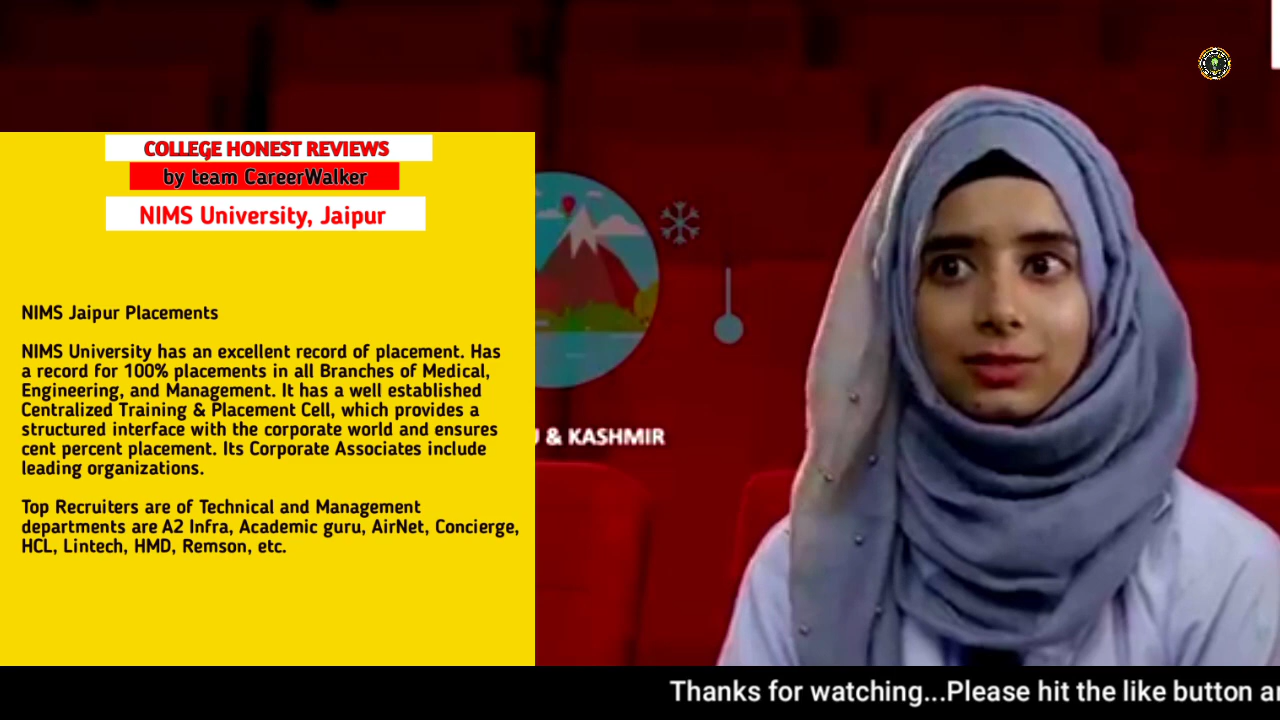 COLLEGE HONEST REVIEWS
by team CareerWalker
NIMS University, Jaipur
NIMS Jaipur Placements
NIMS University has an excellent record of placement. Has
a record for 100% placements in all Branches of Medical,
Engineering, and Management. It has a well established
Centralized Training & Placement Cell, which provides a
structured interface with the corporate world and ensures
cent percent placement. Its Corporate Associates include
leading organizations.
Top Recruiters are of Technical and Management
departments are A2 Infra, Academic guru, AirNet, Concierge,
HCL, Lintech, HMD, Remson, etc.
& KASHMIR
Thanks for watching...Please hit the like button